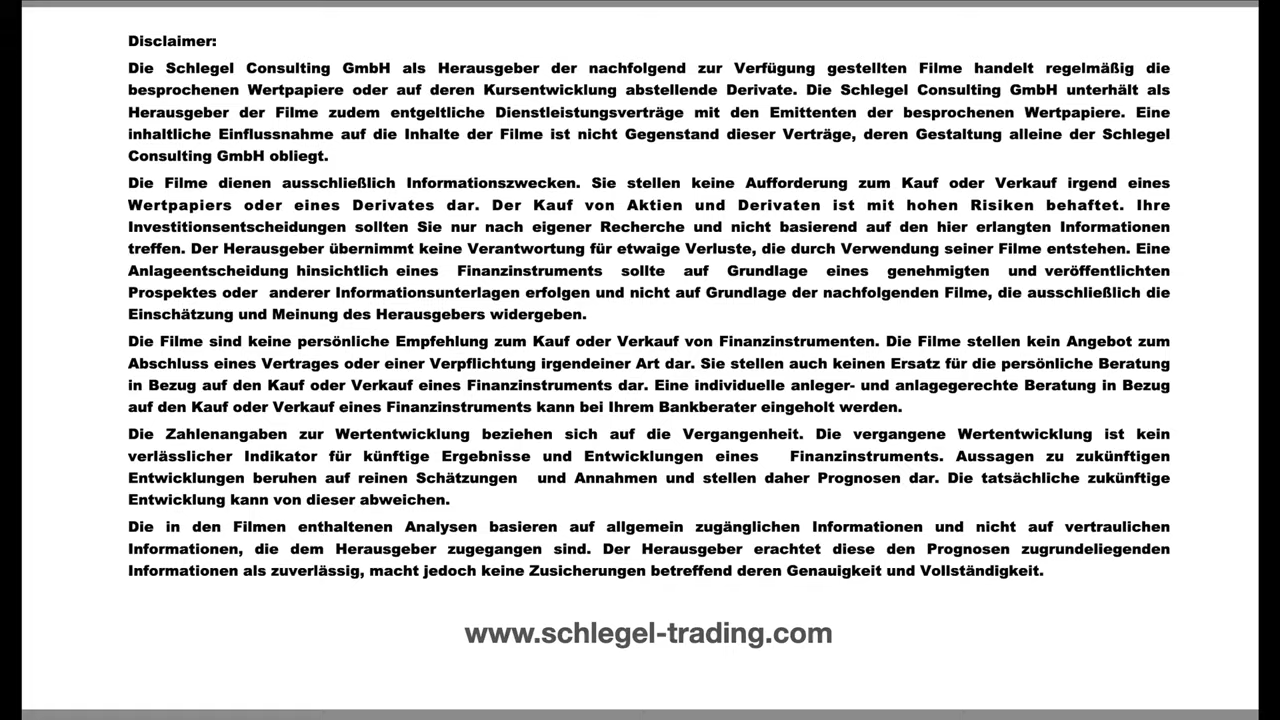 Disclaimer:
Die Schlegel Consulting GmbH als Herausgeber der nachfolgend zur Verfügung gestellten Filme handelt regelmäßig die
besprochenen Wertpapiere oder auf deren Kursentwicklung abstellende Derivate. Die Schlegel Consulting GmbH unterhält als
Herausgeber der Filme zudem entgeltliche Dienstleistungsverträge mit den Emittenten der besprochenen Wertpapiere. Eine
inhaltliche Einflussnahme auf die Inhalte der Filme ist nicht Gegenstand dieser Verträge, deren Gestaltung alleine der Schlegel
Consulting GmbH obliegt.
Die Filme dienen ausschließlich Informationszwecken. Sie stellen keine Aufforderung zum Kauf oder Verkauf irgend eines
Wertpapiers oder eines Derivates dar. Der Kauf von Aktien und Derivaten ist mit hohen Risiken behaftet. Ihre
Investitionsentscheidungen sollten Sie nur nach eigener Recherche und nicht basierend auf den hier erlangten Informationen
treffen. Der Herausgeber übernimmt keine Verantwortung für etwaige Verluste, die durch Verwendung seiner Filme entstehen. Eine
Anlageentscheidung hinsichtlich eines Finanzinstruments sollte auf Grundlage eines genehmigten und veröffentlichten
Prospektes oder anderer Informationsunterlagen erfolgen und nicht auf Grundlage der nachfolgenden Filme, die ausschließlich die
Einschätzung und Meinung des Herausgebers widergeben.
Die Filme sind keine persönliche Empfehlung zum Kauf oder Verkauf von Finanzinstrumenten. Die Filme stellen kein Angebot zum
Abschluss eines Vertrages oder einer Verpflichtung irgendeiner Art dar. Sie stellen auch keinen Ersatz für die persönliche Beratung
in Bezug auf den Kauf oder Verkauf eines Finanzinstruments dar. Eine individuelle anleger- und anlagegerechte Beratung in Bezug
auf den Kauf oder Verkauf eines Finanzinstruments kann bei Ihrem Bankberater eingeholt werden.
Die Zahlenangaben zur Wertentwicklung beziehen sich auf die Vergangenheit. Die vergangene Wertentwicklung ist kein
verlässlicher Indikator für künftige Ergebnisse und Entwicklungen eines Finanzinstruments. Aussagen zu zukünftigen
Entwicklungen beruhen auf reinen Schätzungen und Annahmen und stellen daher Prognosen dar. Die tatsächliche zukünftige
Entwicklung kann von dieser abweichen.
Die in den Filmen enthaltenen Analysen basieren auf allgemein zugänglichen Informationen und nicht auf vertraulichen
Informationen, die dem Herausgeber zugegangen sind. Der Herausgeber erachtet diese den Prognosen zugrundeliegenden
Informationen als zuverlässig, macht jedoch keine Zusicherungen betreffend deren Genauigkeit und Vollständigkeit.
www.schlegel-trading.com